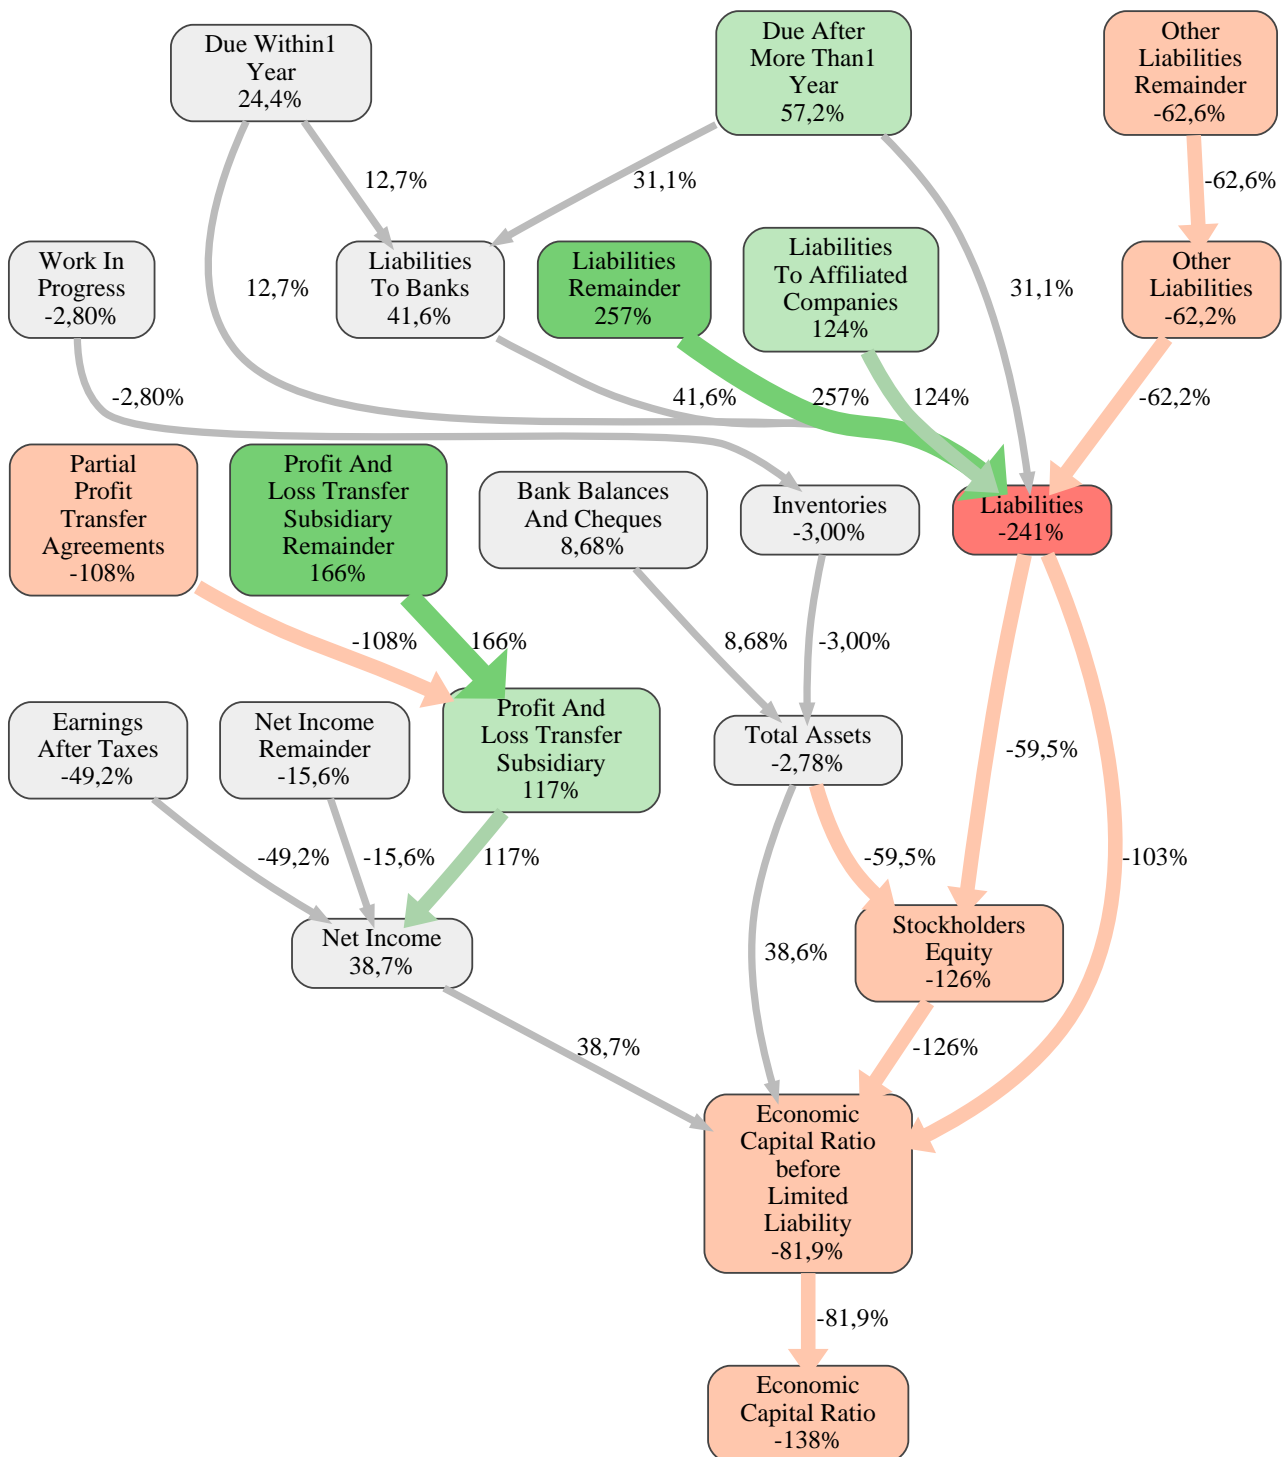 Due Within1
Year
24,4%
Due After
More Than1
Year
57,2%
Other
Liabilities
Remainder
-62,6%
12,7%
31,1%
-62,6%
Work In
Progress
-2,80%
12,7%
Liabilities
To Banks
41,6%
Liabilities
Remainder
257%
Liabilities
To Affiliated
Companies
124%
31,1%
Other
Liabilities
-62,2%
-2,80%
41,6%
257%
124%
-62,2%
Partial
Profit
Transfer
Agreements
-108%
Profit And
Loss Transfer
Subsidiary
Remainder
166%
Bank Balances
And Cheques
8,68%
Inventories
-3,00%
Liabilities
-241%
-108%
166%
8,68%
-3,00%
Earnings
After Taxes
-49,2%
Net Income
Remainder
-15,6%
Profit And
Loss Transfer
Subsidiary
117%
Total Assets
-2,78%
-59,5%
-49,2%
-15,6%
117%
-59,5%
-103%
Net Income
38,7%
38,6%
Stockholders
Equity
-126%
38,7%
-126%
Economic
Capital Ratio
before
Limited
Liability
-81,9%
-81,9%
Economic
Capital Ratio
-138%